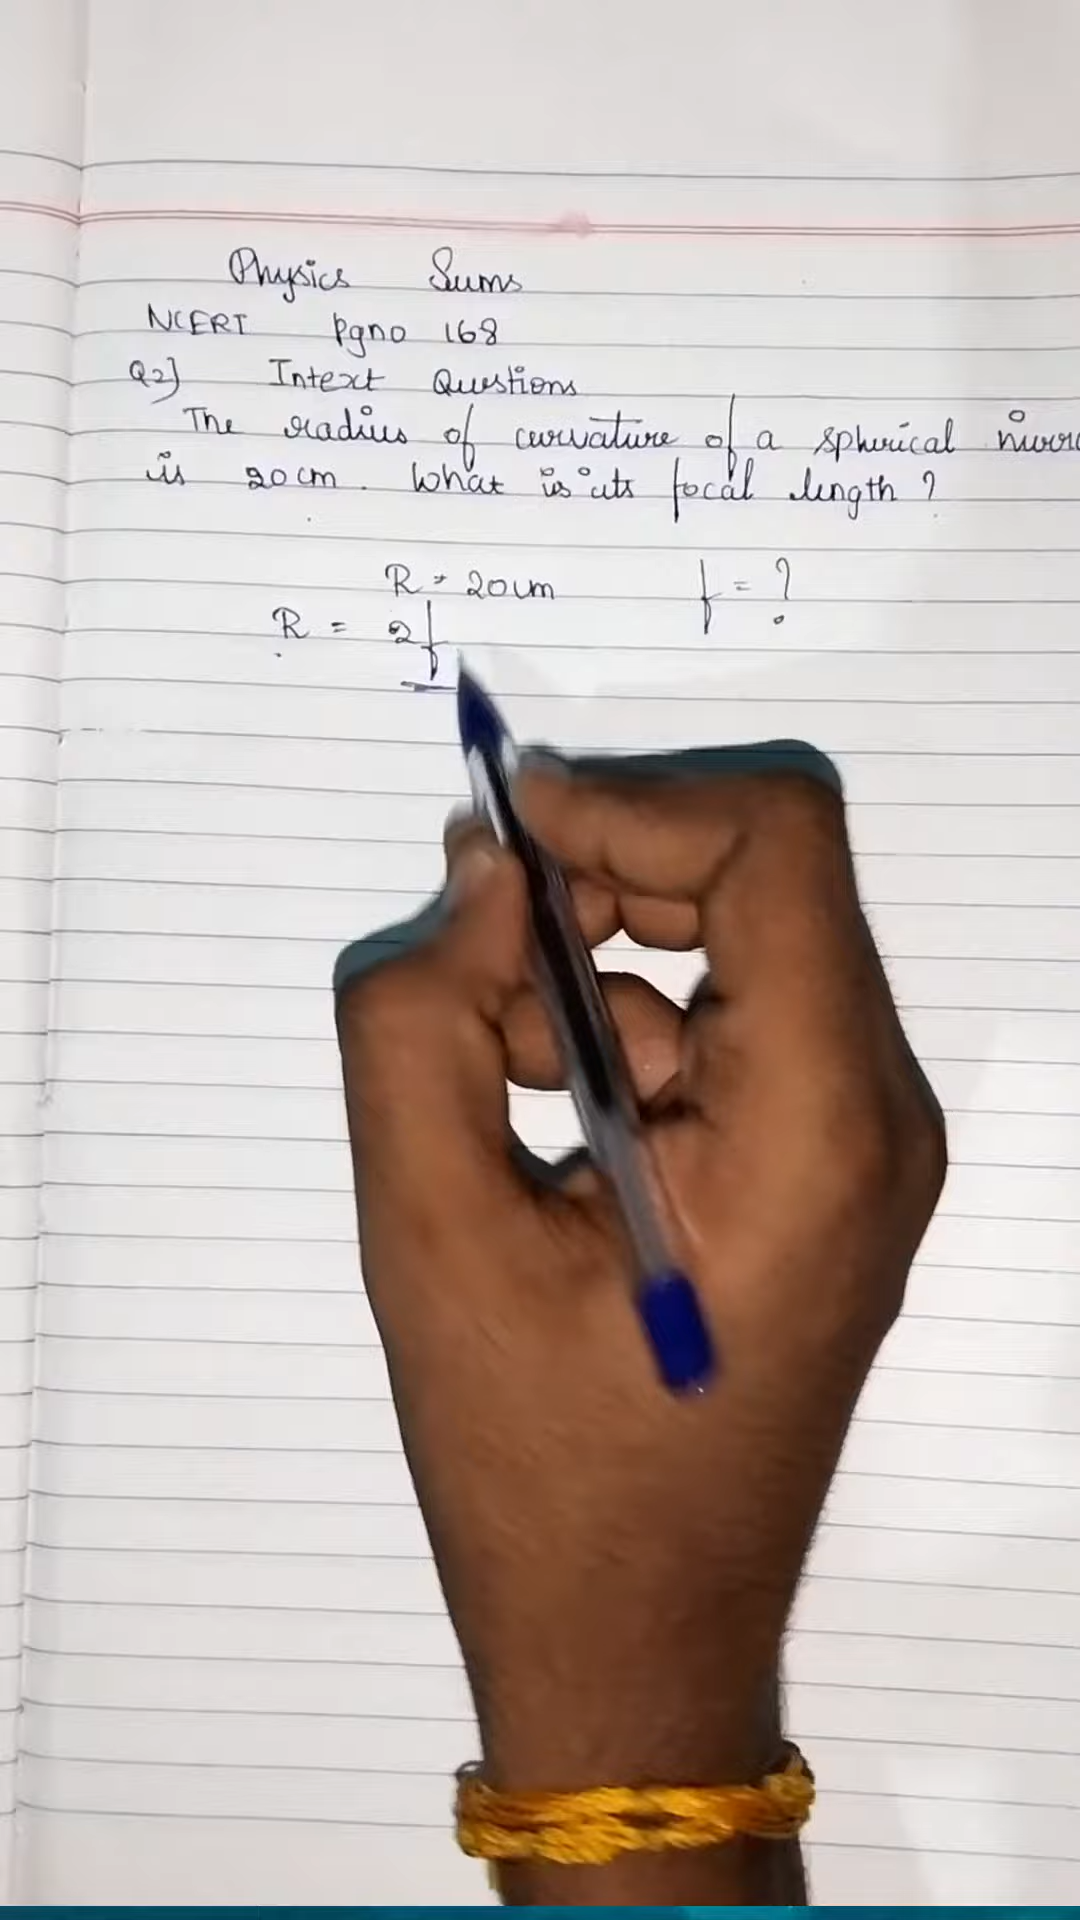 Physics Sums
NCERT Pgno 168
Q2] Intext Questions
The radius of curvature of a spherical
is 20cm. What is its focal length ?
R = 20cm f = ?
R = 2f